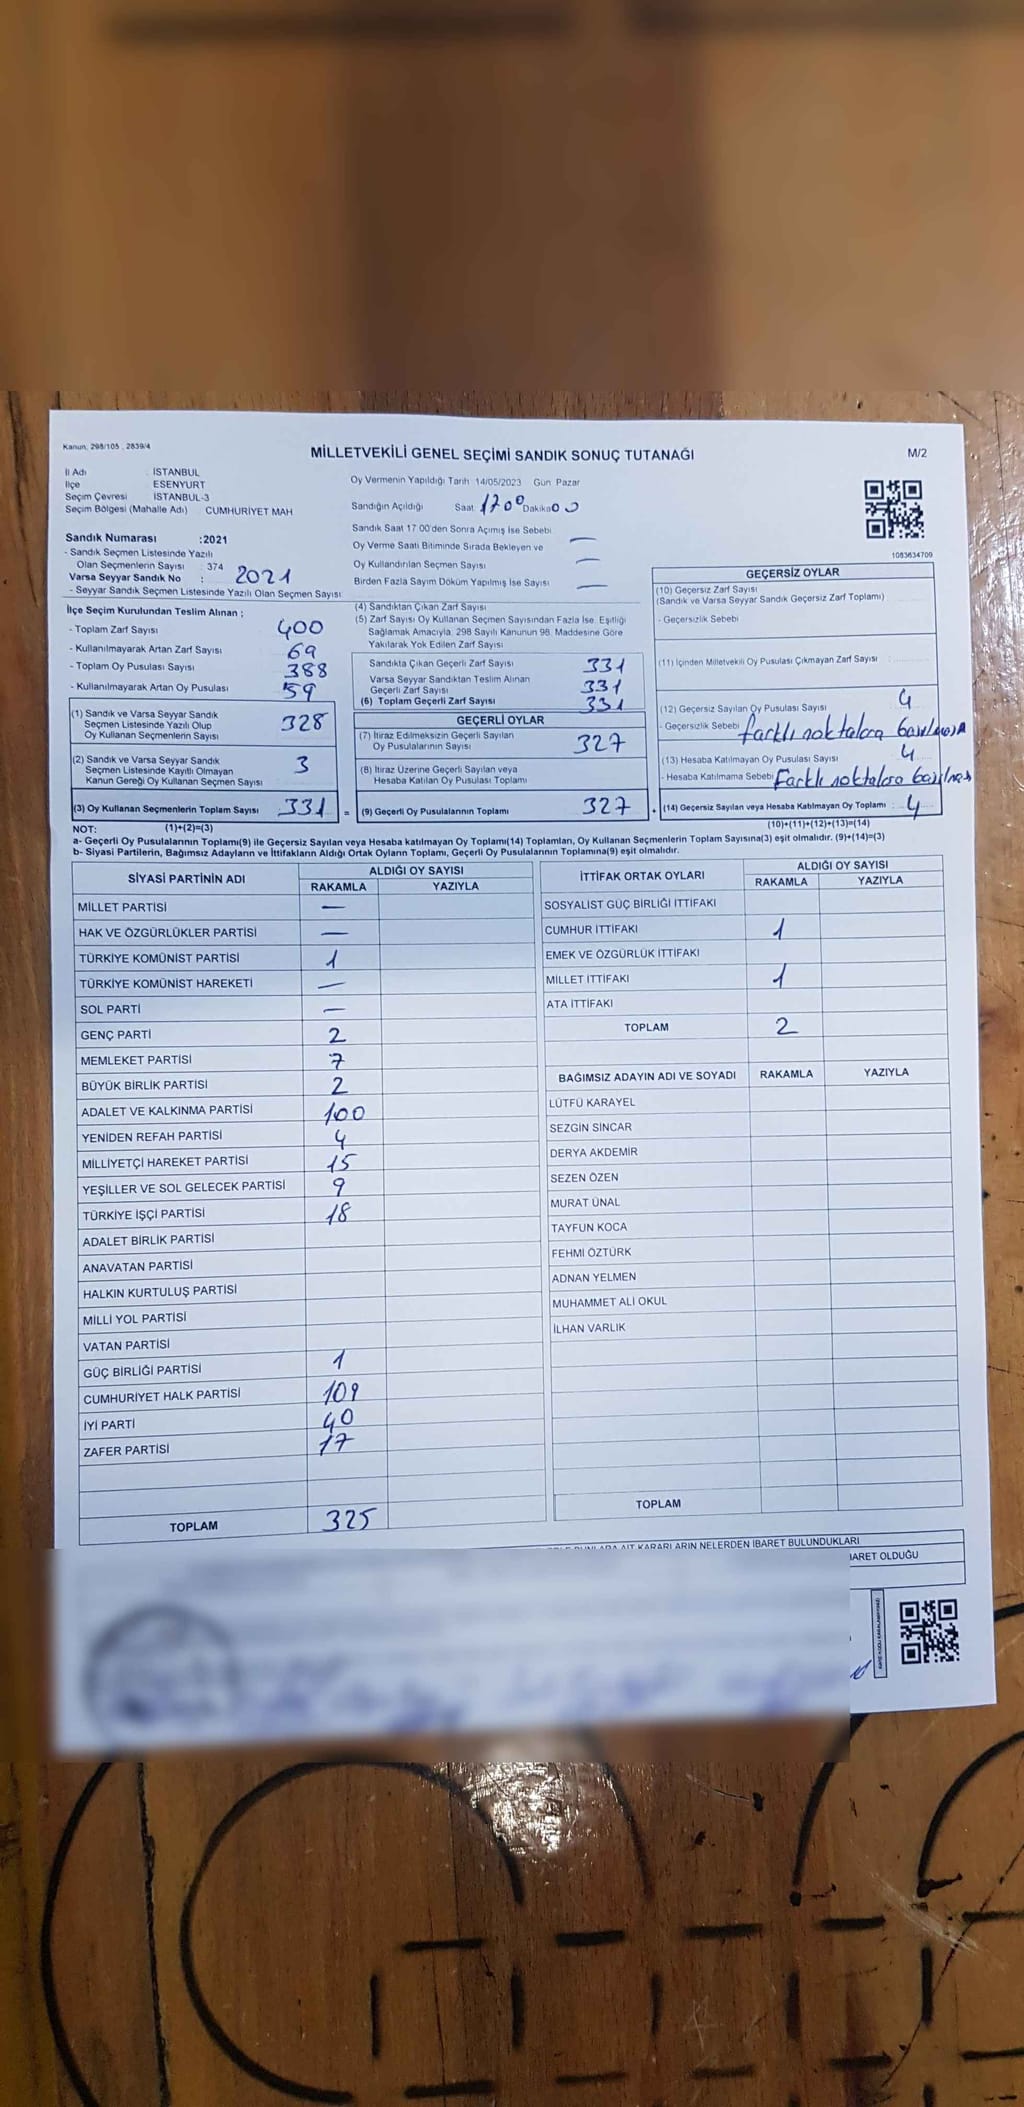 Kanun: 298/105 , 2839/4
MİLLETVEKİLİ GENEL SEÇİMİ SANDIK SONUÇ TUTANAĞI
M/2
İl Adı : İSTANBUL
İlçe : ESENYURT
Seçim Çevresi : İSTANBUL-3
Seçim Bölgesi (Mahalle Adı) : CUMHURİYET MAH
Sandık Numarası :2021
- Sandık Seçmen Listesinde Yazılı
Olan Seçmenlerin Sayısı : 374
Varsa Seyyar Sandık No : 2021
- Seyyar Sandık Seçmen Listesinde Yazılı Olan Seçmen Sayısı
Oy Vermenin Yapıldığı Tarih 14/05/2023 Gün Pazar
Sandığın Açıldığı Saat 1700 Dakika 00
Sandık Saat 17:00'den Sonra Açımış İse Sebebi —
Oy Verme Saati Bitiminde Sırada Bekleyen ve
Oy Kullandırılan Seçmen Sayısı —
Birden Fazla Sayım Döküm Yapılmış İse Sayısı —
1083634709
İlçe Seçim Kurulundan Teslim Alınan ;
- Toplam Zarf Sayısı 400
- Kullanılmayarak Artan Zarf Sayısı 69
- Toplam Oy Pusulası Sayısı 388
- Kullanılmayarak Artan Oy Pusulası 59
(1) Sandık ve Varsa Seyyar Sandık
Seçmen Listesinde Yazılı Olup
Oy Kullanan Seçmenlerin Sayısı 328
(2) Sandık ve Varsa Seyyar Sandık
Seçmen Listesinde Kayıtlı Olmayan
Kanun Gereği Oy Kullanan Seçmen Sayısı 3
(3) Oy Kullanan Seçmenlerin Toplam Sayısı 331 =
(1)+(2)=(3)
(4) Sandıktan Çıkan Zarf Sayısı
(5) Zarf Sayısı Oy Kullanan Seçmen Sayısından Fazla İse, Eşitliği
Sağlamak Amacıyla, 298 Sayılı Kanunun 98. Maddesine Göre
Yakılarak Yok Edilen Zarf Sayısı
Sandıkta Çıkan Geçerli Zarf Sayısı 331
Varsa Seyyar Sandıktan Teslim Alınan
Geçerli Zarf Sayısı 331
(6) Toplam Geçerli Zarf Sayısı 331
GEÇERLİ OYLAR
(7) İtiraz Edilmeksizin Geçerli Sayılan
Oy Pusulalarının Sayısı 327
(8) İtiraz Üzerine Geçerli Sayılan veya
Hesaba Katılan Oy Pusulası Toplamı
(9) Geçerli Oy Pusulalarının Toplamı 327
GEÇERSİZ OYLAR
(10) Geçersiz Zarf Sayısı
(Sandık ve Varsa Seyyar Sandık Geçersiz Zarf Toplamı)
- Geçersizlik Sebebi
(11) İçinden Milletvekili Oy Pusulası Çıkmayan Zarf Sayısı
(12) Geçersiz Sayılan Oy Pusulası Sayısı 4
- Geçersizlik Sebebi farklı noktalara
(13) Hesaba Katılmayan Oy Pusulası Sayısı 4
- Hesaba Katılmama Sebebi Farklı noktalara
(14) Geçersiz Sayılan veya Hesaba Katılmayan Oy Toplamı : 4
(10)+(11)+(12)+(13)=(14)
NOT:
a- Geçerli Oy Pusulalarının Toplamı(9) ile Geçersiz Sayılan veya Hesaba katılmayan Oy Toplamı(14) Toplamları, Oy Kullanan Seçmenlerin Toplam Sayısına(3) eşit olmalıdır. (9)+(14)=(3)
b- Siyasi Partilerin, Bağımsız Adayların ve İttifakların Aldığı Ortak Oyların Toplamı, Geçerli Oy Pusulalarının Toplamına(9) eşit olmalıdır.
SİYASİ PARTİNİN ADI
ALDIĞI OY SAYISI
RAKAMLA YAZIYLA
MİLLET PARTİSİ —
HAK VE ÖZGÜRLÜKLER PARTİSİ —
TÜRKİYE KOMÜNİST PARTİSİ 1
TÜRKİYE KOMÜNİST HAREKETİ —
SOL PARTİ —
GENÇ PARTİ 2
MEMLEKET PARTİSİ 7
BÜYÜK BİRLİK PARTİSİ 2
ADALET VE KALKINMA PARTİSİ 100
YENİDEN REFAH PARTİSİ 4
MİLLİYETÇİ HAREKET PARTİSİ 15
YEŞİLLER VE SOL GELECEK PARTİSİ 9
TÜRKİYE İŞÇİ PARTİSİ 18
ADALET BİRLİK PARTİSİ
ANAVATAN PARTİSİ
HALKIN KURTULUŞ PARTİSİ
MİLLİ YOL PARTİSİ
VATAN PARTİSİ
GÜÇ BİRLİĞİ PARTİSİ 1
CUMHURİYET HALK PARTİSİ 109
İYİ PARTİ 40
ZAFER PARTİSİ 17
TOPLAM 325
İTTİFAK ORTAK OYLARI
ALDIĞI OY SAYISI
RAKAMLA YAZIYLA
SOSYALİST GÜÇ BİRLİĞİ İTTİFAKI
CUMHUR İTTİFAKI 1
EMEK VE ÖZGÜRLÜK İTTİFAKI
MİLLET İTTİFAKI 1
ATA İTTİFAKI
TOPLAM 2
BAĞIMSIZ ADAYIN ADI VE SOYADI RAKAMLA YAZIYLA
LÜTFÜ KARAYEL
SEZGİN SİNCAR
DERYA AKDEMİR
SEZEN ÖZEN
MURAT ÜNAL
TAYFUN KOCA
FEHMİ ÖZTÜRK
ADNAN YELMEN
MUHAMMET ALİ OKUL
İLHAN VARLIK
TOPLAM
KARARLARIN NELERDEN İBARET BULUNDUKLARI
OLDUĞU